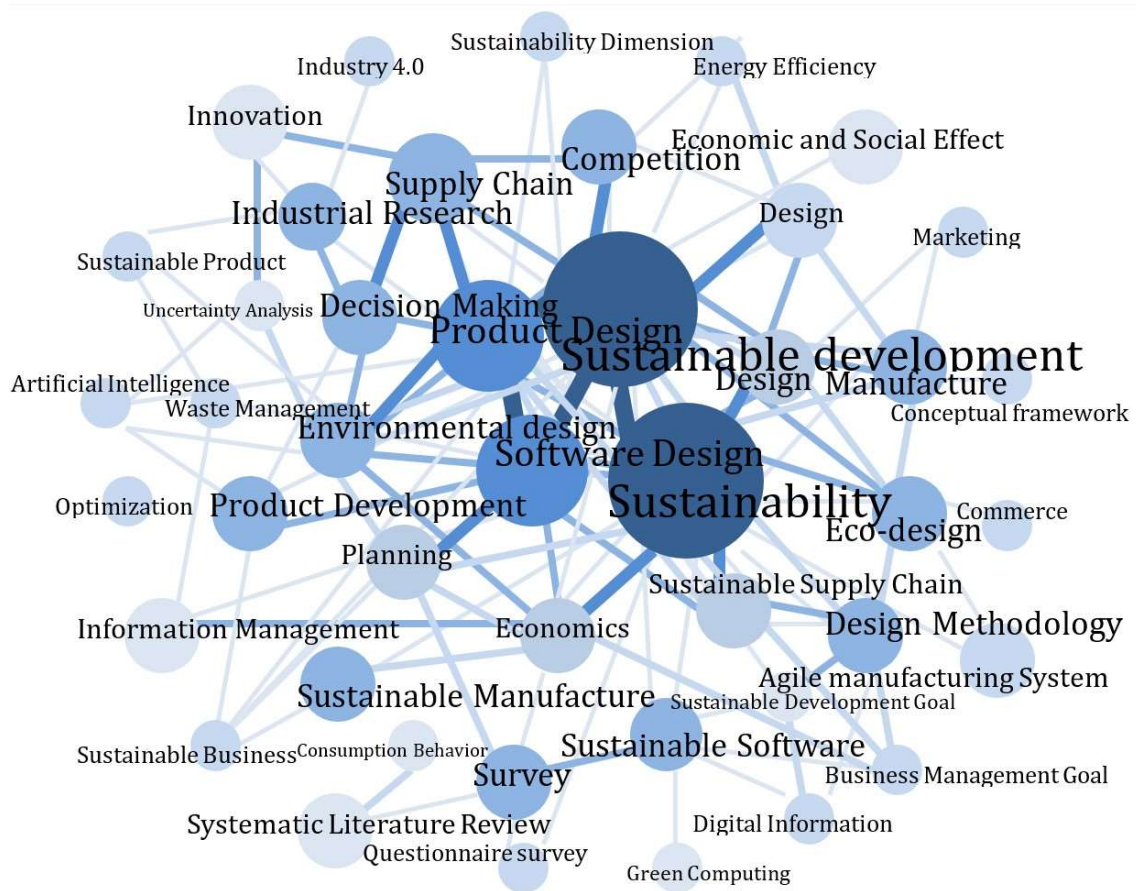 Sustainability Dimension
Industry 4.0
Energy Efficiency
Innovation
Economic and Social Effect
Competition
Supply Chain
Industrial Research
Design
Marketing
Sustainable Product
Uncertainty Analysis
Decision Making
Product Design
Sustainable development
Design
Manufacture
Artificial Intelligence
Waste Management
Conceptual framework
Environmental design
Software Design
Optimization
Product Development
Sustainability
Commerce
Eco-design
Planning
Sustainable Supply Chain
Information Management
Economics
Design Methodology
Agile manufacturing System
Sustainable Manufacture
Sustainable Development Goal
Sustainable Business
Consumption Behavior
Sustainable Software
Survey
Business Management Goal
Systematic Literature Review
Digital Information
Questionnaire survey
Green Computing